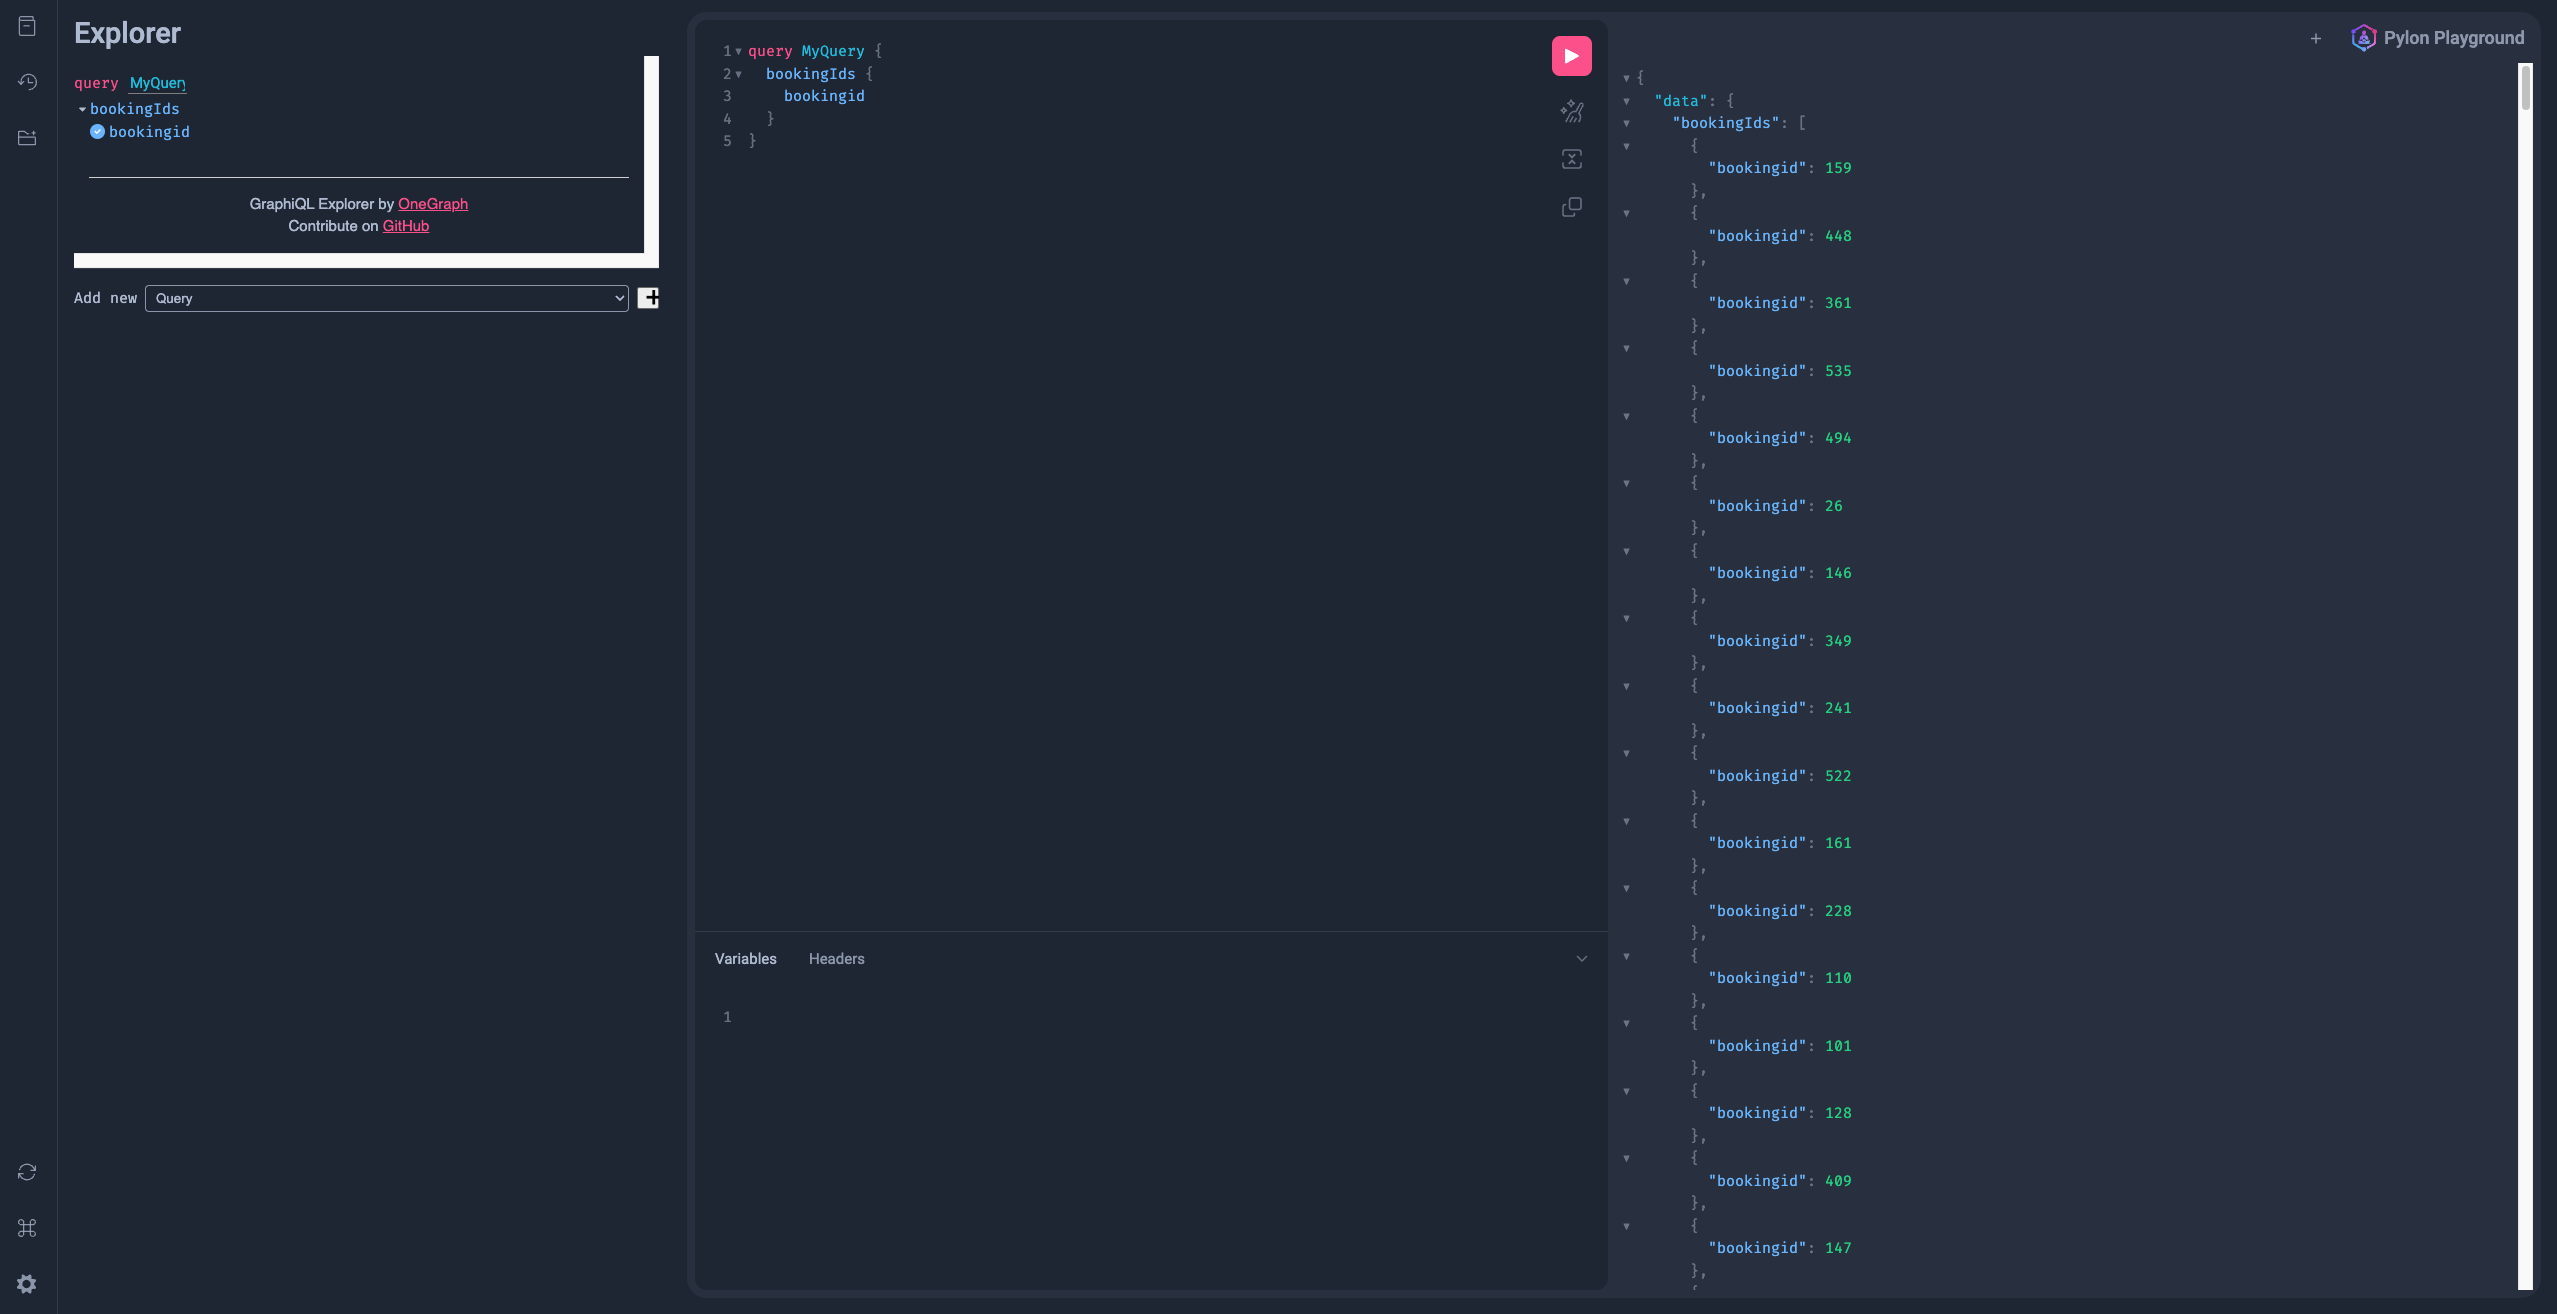 Explorer
query MyQuery
bookingIds
bookingid
GraphiQL Explorer by OneGraph
Contribute on GitHub
Add new Query
1 query MyQuery {
2 bookingIds {
3 bookingid
4 }
5 }
Variables Headers
1
+ Pylon Playground
{
"data": {
"bookingIds": [
{
"bookingid": 159
},
{
"bookingid": 448
},
{
"bookingid": 361
},
{
"bookingid": 535
},
{
"bookingid": 494
},
{
"bookingid": 26
},
{
"bookingid": 146
},
{
"bookingid": 349
},
{
"bookingid": 241
},
{
"bookingid": 522
},
{
"bookingid": 161
},
{
"bookingid": 228
},
{
"bookingid": 110
},
{
"bookingid": 101
},
{
"bookingid": 128
},
{
"bookingid": 409
},
{
"bookingid": 147
},
{